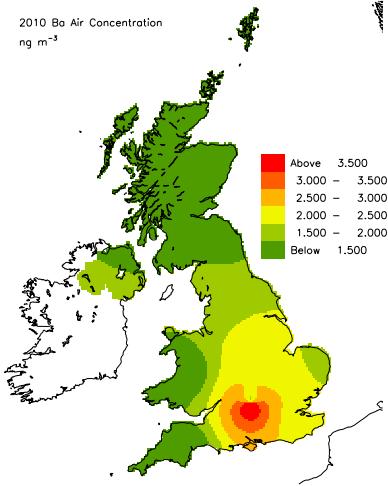 2010 Ba Air Concentration
ng m⁻³
Above 3.500
3.000 – 3.500
2.500 – 3.000
2.000 – 2.500
1.500 – 2.000
Below 1.500